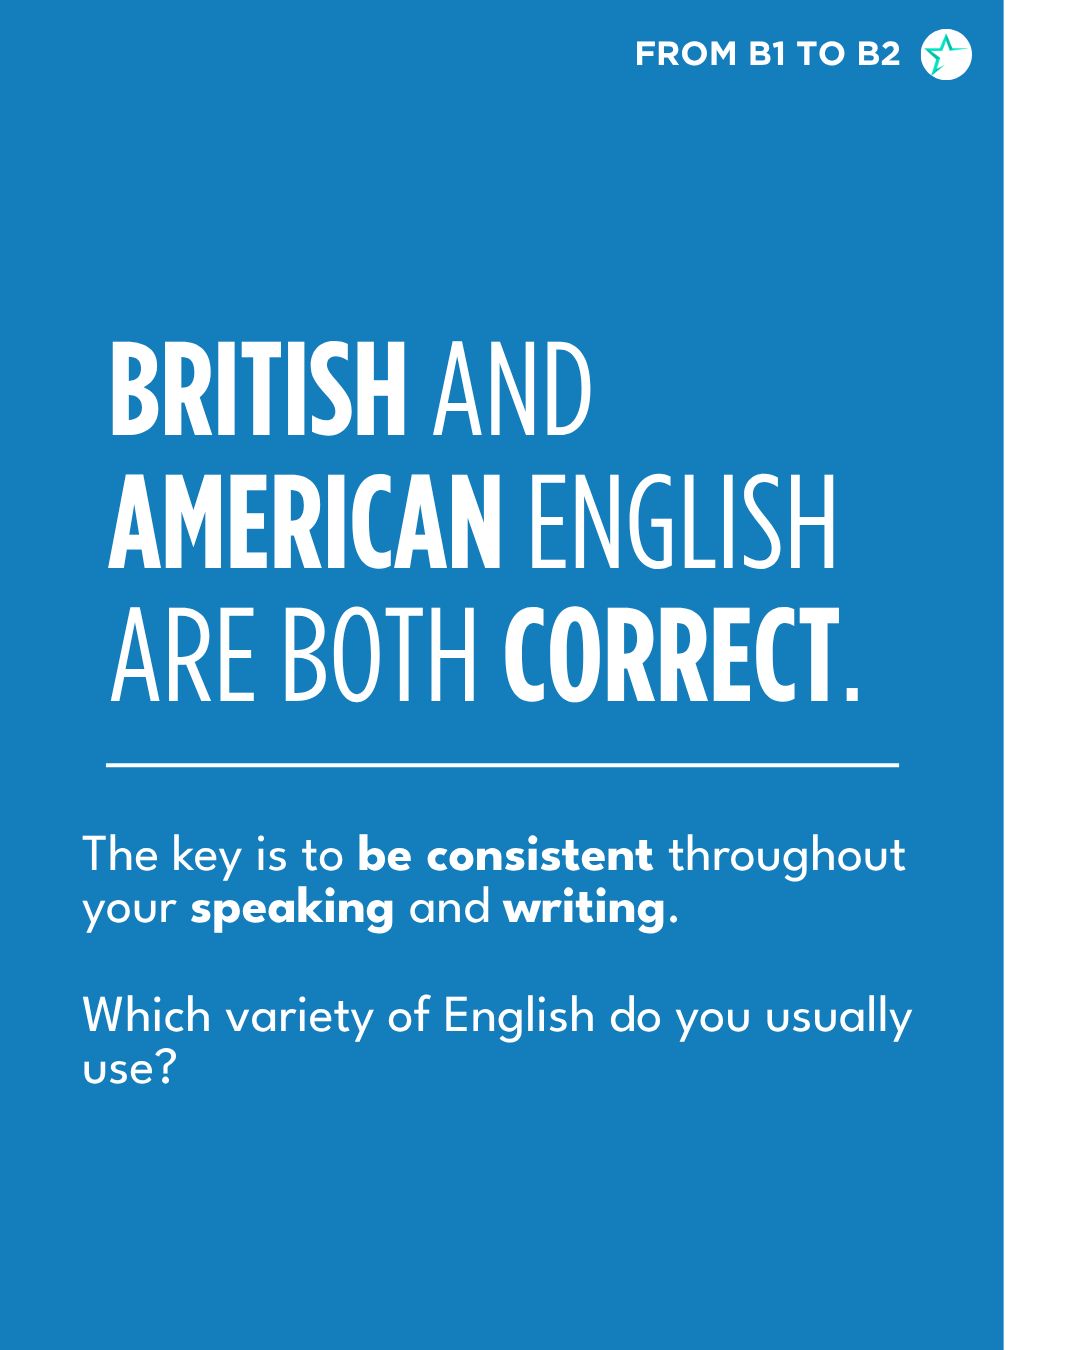 FROM B1 TO B2
BRITISH AND
AMERICAN ENGLISH
ARE BOTH CORRECT.
The key is to be consistent throughout
your speaking and writing.
Which variety of English do you usually
use?